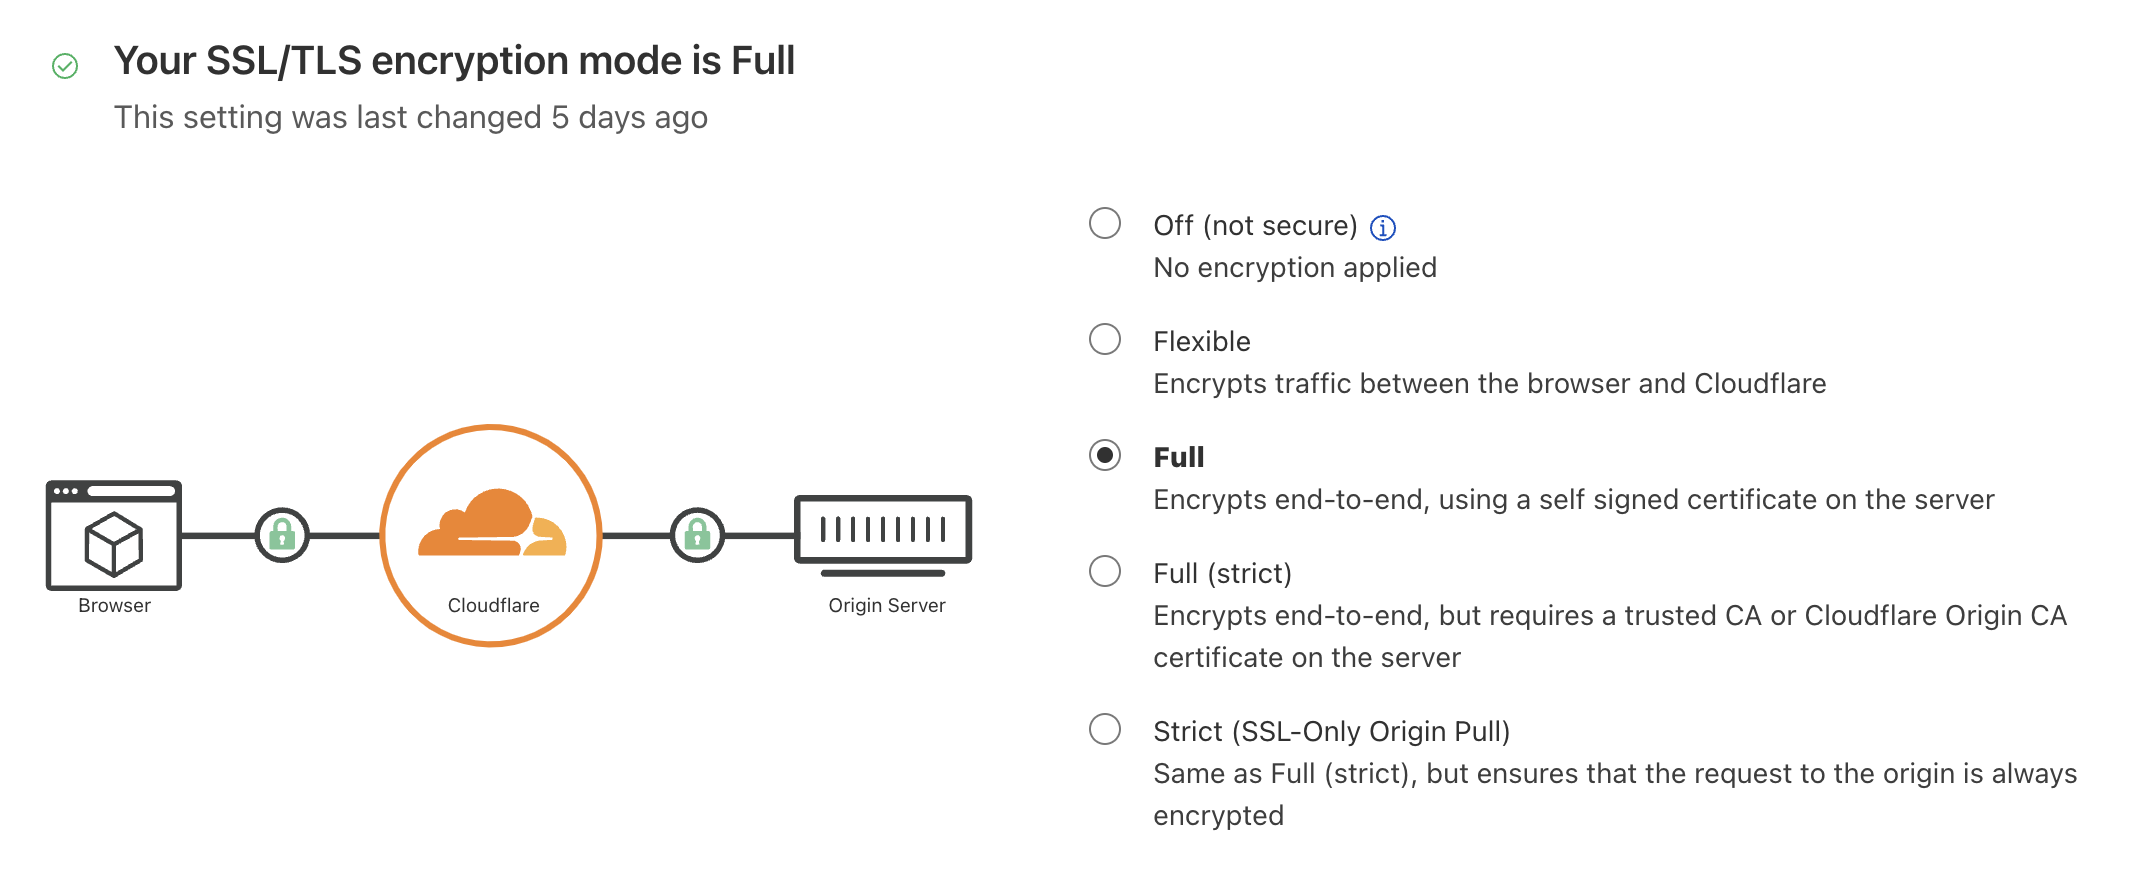 Your SSL/TLS encryption mode is Full
This setting was last changed 5 days ago
Off (not secure)
No encryption applied
Flexible
Encrypts traffic between the browser and Cloudflare
Full
Encrypts end-to-end, using a self signed certificate on the server
Full (strict)
Encrypts end-to-end, but requires a trusted CA or Cloudflare Origin CA
certificate on the server
Strict (SSL-Only Origin Pull)
Same as Full (strict), but ensures that the request to the origin is always
encrypted
Browser
Cloudflare
Origin Server